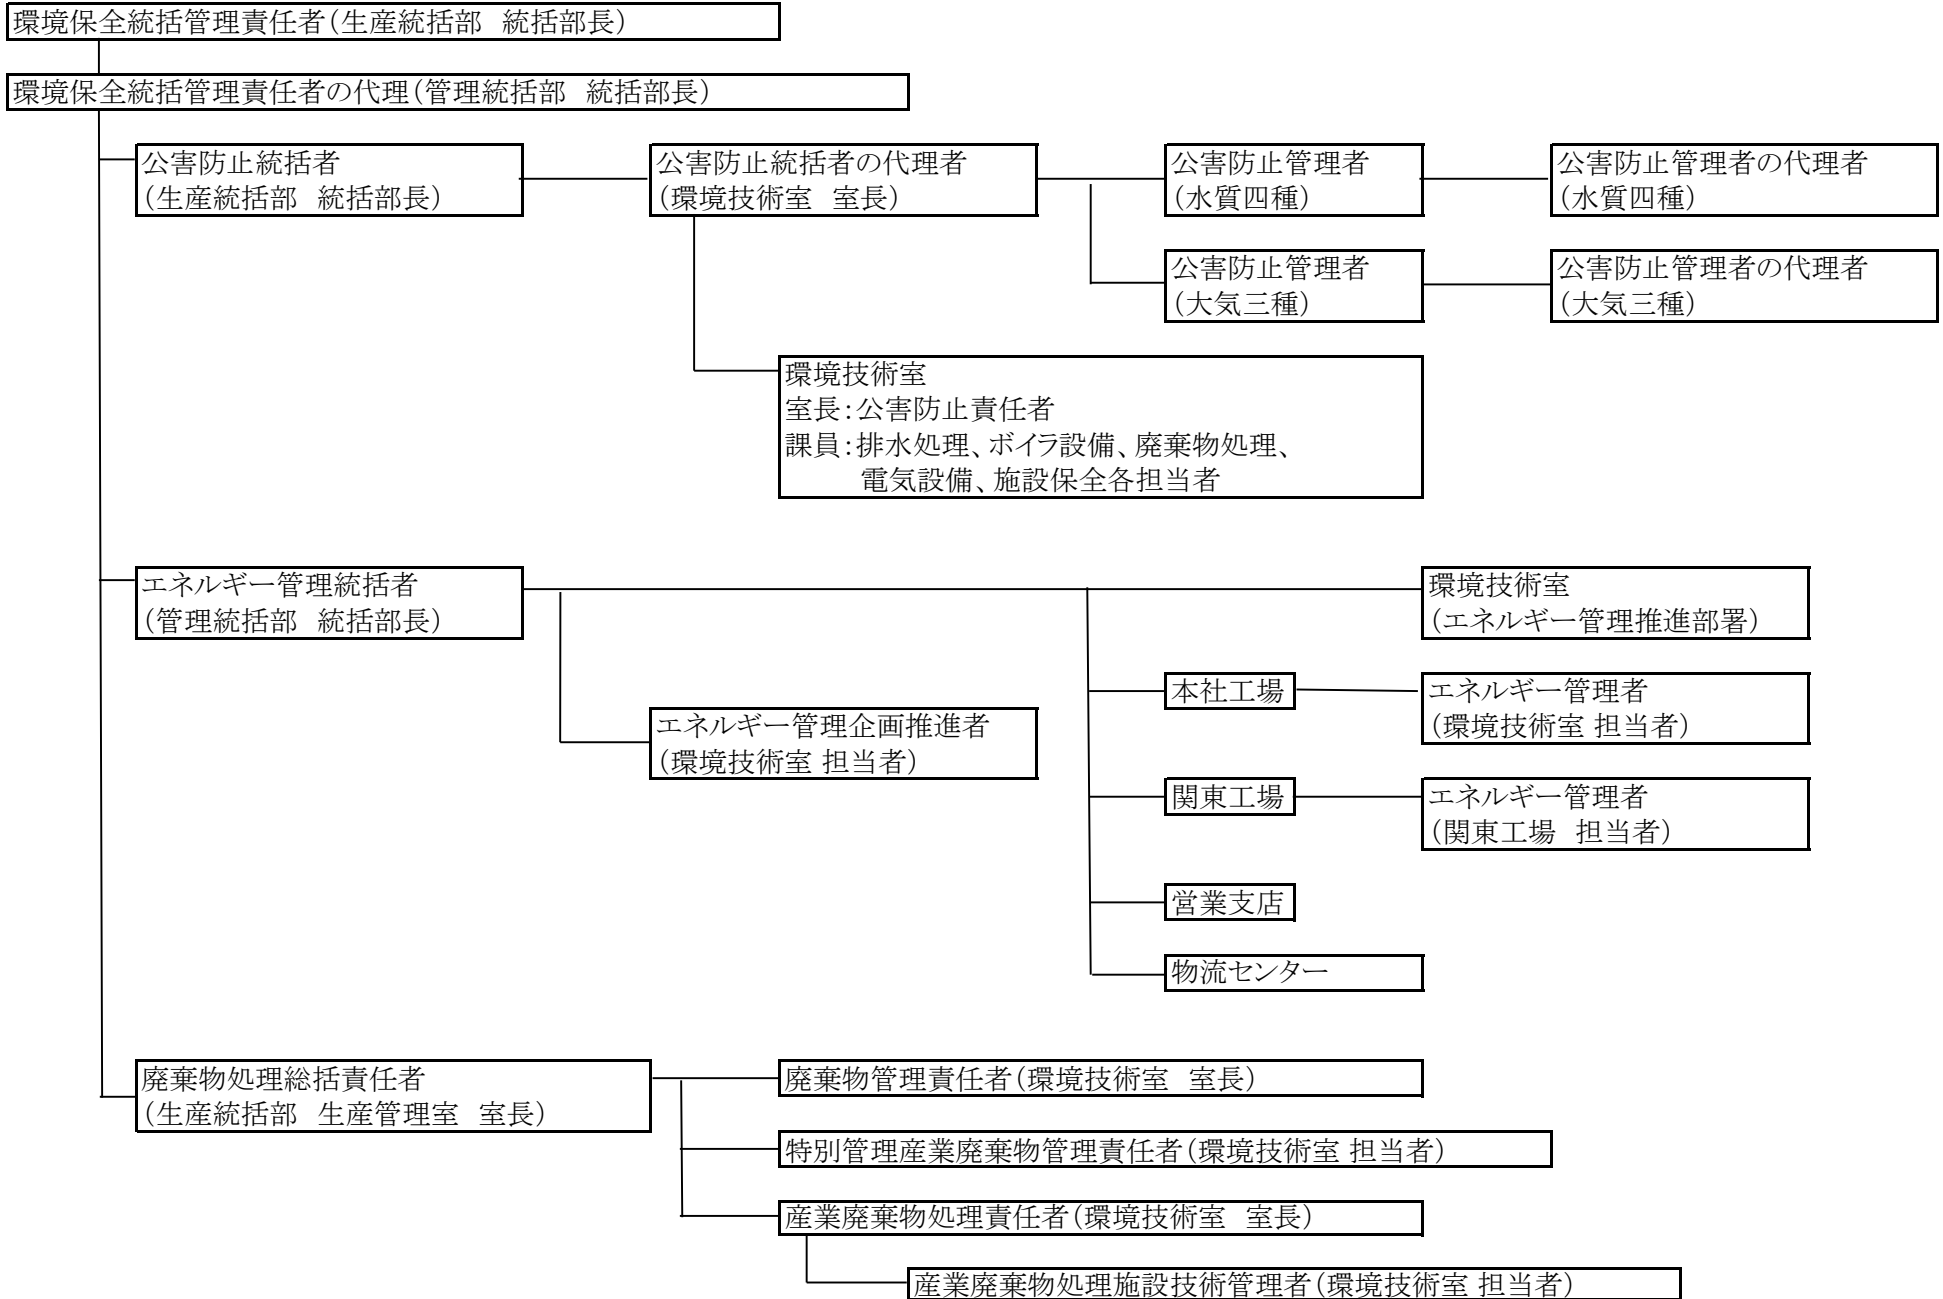 環境保全統括管理責任者(生産統括部　統括部長)
環境保全統括管理責任者の代理(管理統括部　統括部長)
公害防止統括者
(生産統括部　統括部長)
公害防止統括者の代理者
(環境技術室　室長)
公害防止管理者
(水質四種)
公害防止管理者の代理者
(水質四種)
公害防止管理者
(大気三種)
公害防止管理者の代理者
(大気三種)
環境技術室
室長:公害防止責任者
課員:排水処理、ボイラ設備、廃棄物処理、
電気設備、施設保全各担当者
エネルギー管理統括者
(管理統括部　統括部長)
環境技術室
(エネルギー管理推進部署)
エネルギー管理企画推進者
(環境技術室 担当者)
本社工場
エネルギー管理者
(環境技術室 担当者)
関東工場
エネルギー管理者
(関東工場　担当者)
営業支店
物流センター
廃棄物処理総括責任者
(生産統括部　生産管理室　室長)
廃棄物管理責任者(環境技術室　室長)
特別管理産業廃棄物管理責任者(環境技術室 担当者)
産業廃棄物処理責任者(環境技術室　室長)
産業廃棄物処理施設技術管理者(環境技術室 担当者)